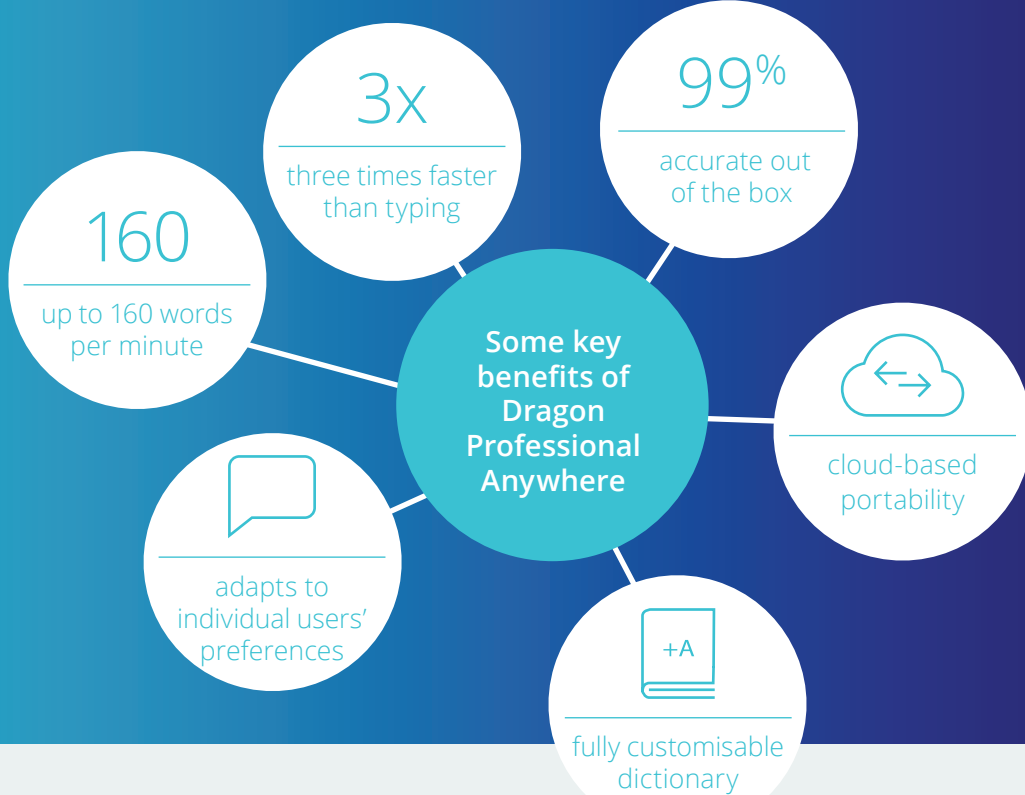 3x
three times faster
than typing
99%
accurate out
of the box
160
up to 160 words
per minute
Some key
benefits of
Dragon
Professional
Anywhere
cloud-based
portability
adapts to
individual users’
preferences
+A
fully customisable
dictionary